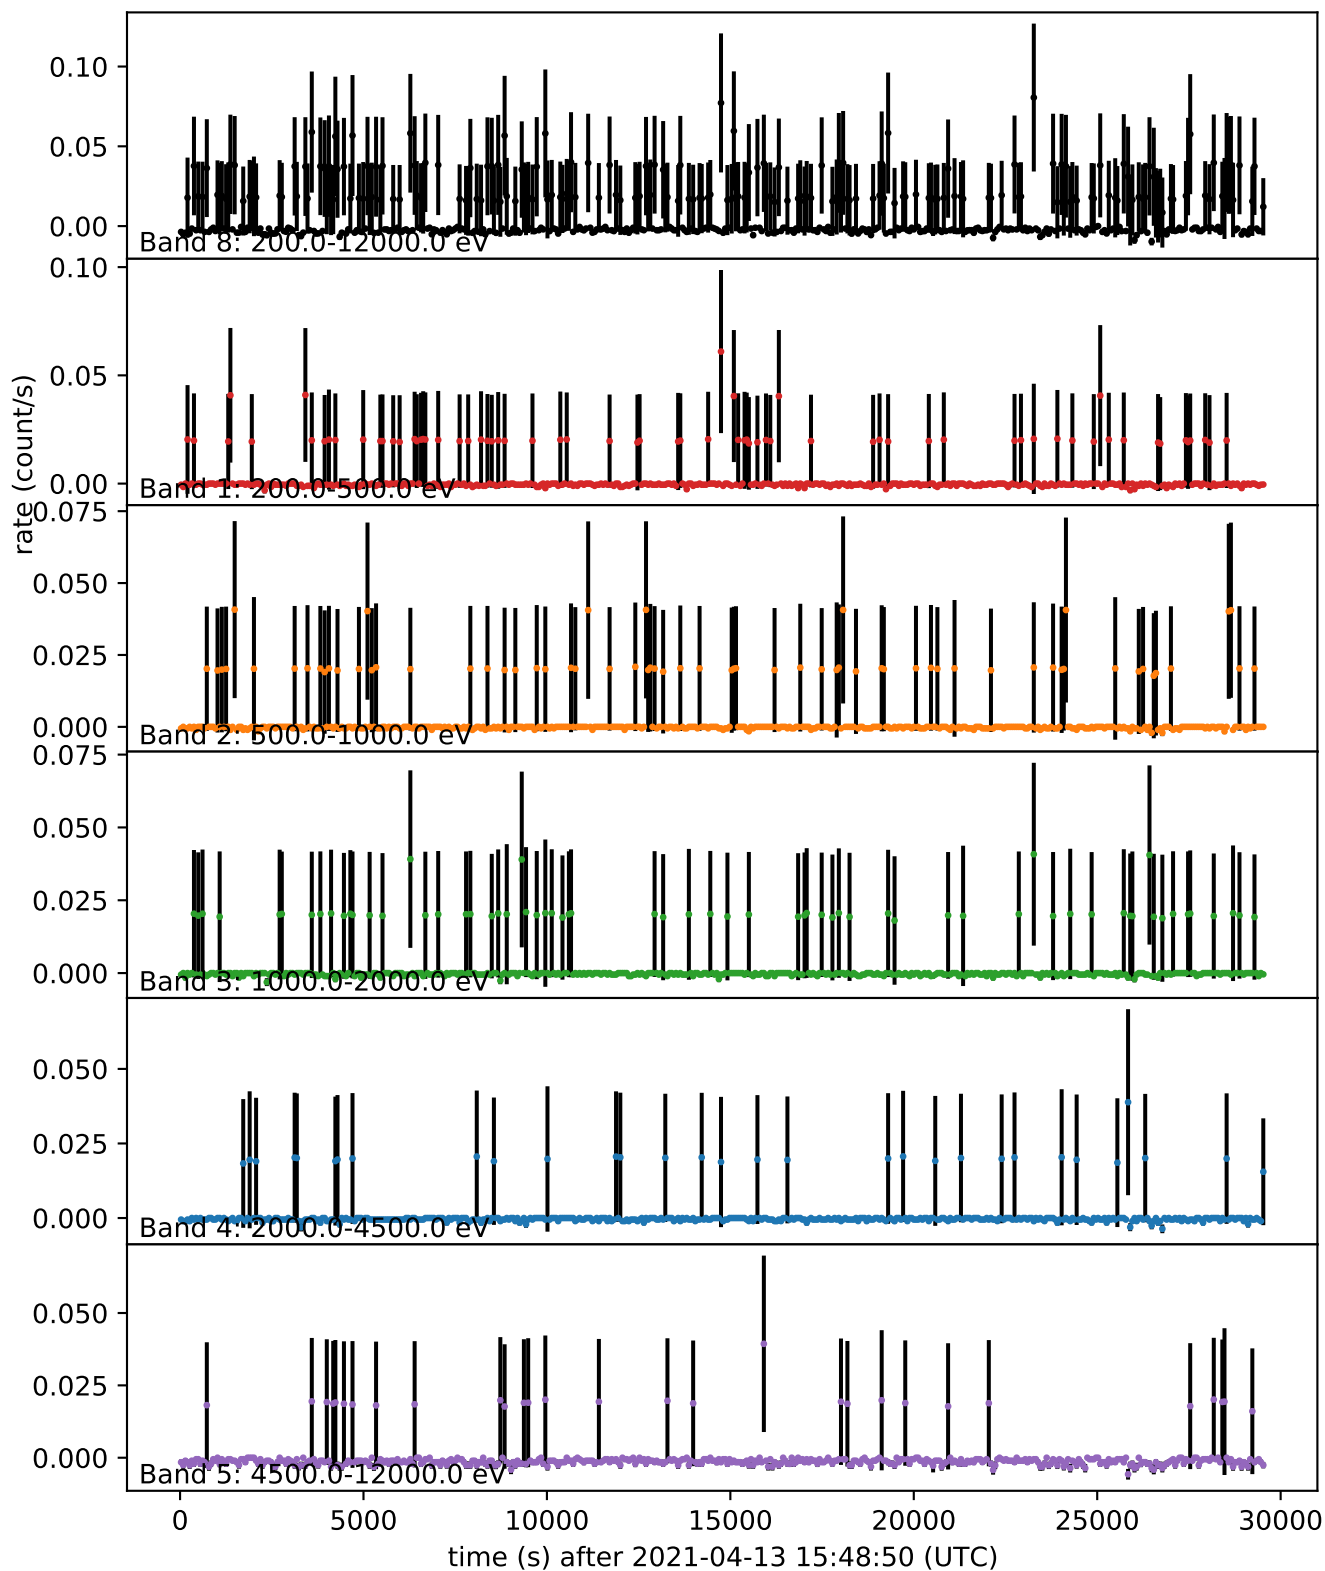 0.10
0.05
0.00
Band 8: 200.0-12000.0 eV
0.10
0.05
0.00
Band 1: 200.0-500.0 eV
rate (count/s)
0.075
0.050
0.025
0.000
Band 2: 500.0-1000.0 eV
0.075
0.050
0.025
0.000
Band 3: 1000.0-2000.0 eV
0.050
0.025
0.000
Band 4: 2000.0-4500.0 eV
0.050
0.025
0.000
Band 5: 4500.0-12000.0 eV
0 5000 10000 15000 20000 25000 30000
time (s) after 2021-04-13 15:48:50 (UTC)